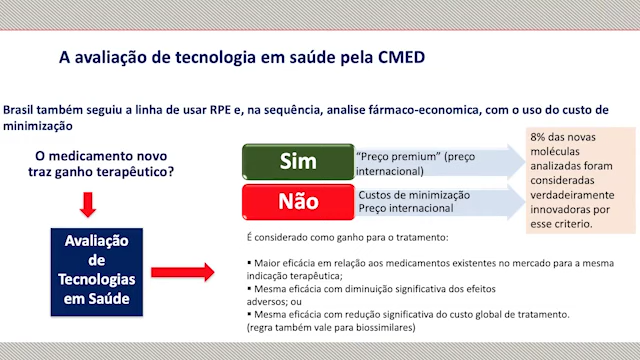 A avaliação de tecnologia em saúde pela CMED
Brasil também seguiu a linha de usar RPE e, na sequência, analise fármaco-economica, com o uso do custo de
minimização
O medicamento novo
traz ganho terapêutico?
Avaliação
de
Tecnologias
em Saúde
Sim
"Preço premium" (preço
internacional)
Não
Custos de minimização
Preço internacional
8% das novas
moléculas
analizadas foram
consideradas
verdadeiramente
innovadoras por
esse criterio.
É considerado como ganho para o tratamento:
▪ Maior eficácia em relação aos medicamentos existentes no mercado para a mesma
indicação terapêutica;
▪ Mesma eficácia com diminuição significativa dos efeitos
adversos; ou
▪ Mesma eficácia com redução significativa do custo global de tratamento.
(regra também vale para biossimilares)